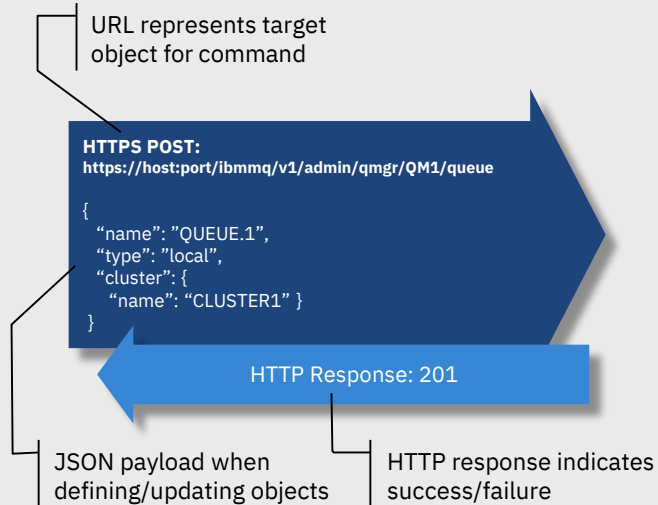 URL represents target
object for command
HTTPS POST:
https://host:port/ibmmq/v1/admin/qmgr/QM1/queue
{
“name”: ”QUEUE.1”,
“type”: ”local”,
“cluster”: {
“name”: “CLUSTER1” }
}
HTTP Response: 201
JSON payload when
defining/updating objects
HTTP response indicates
success/failure